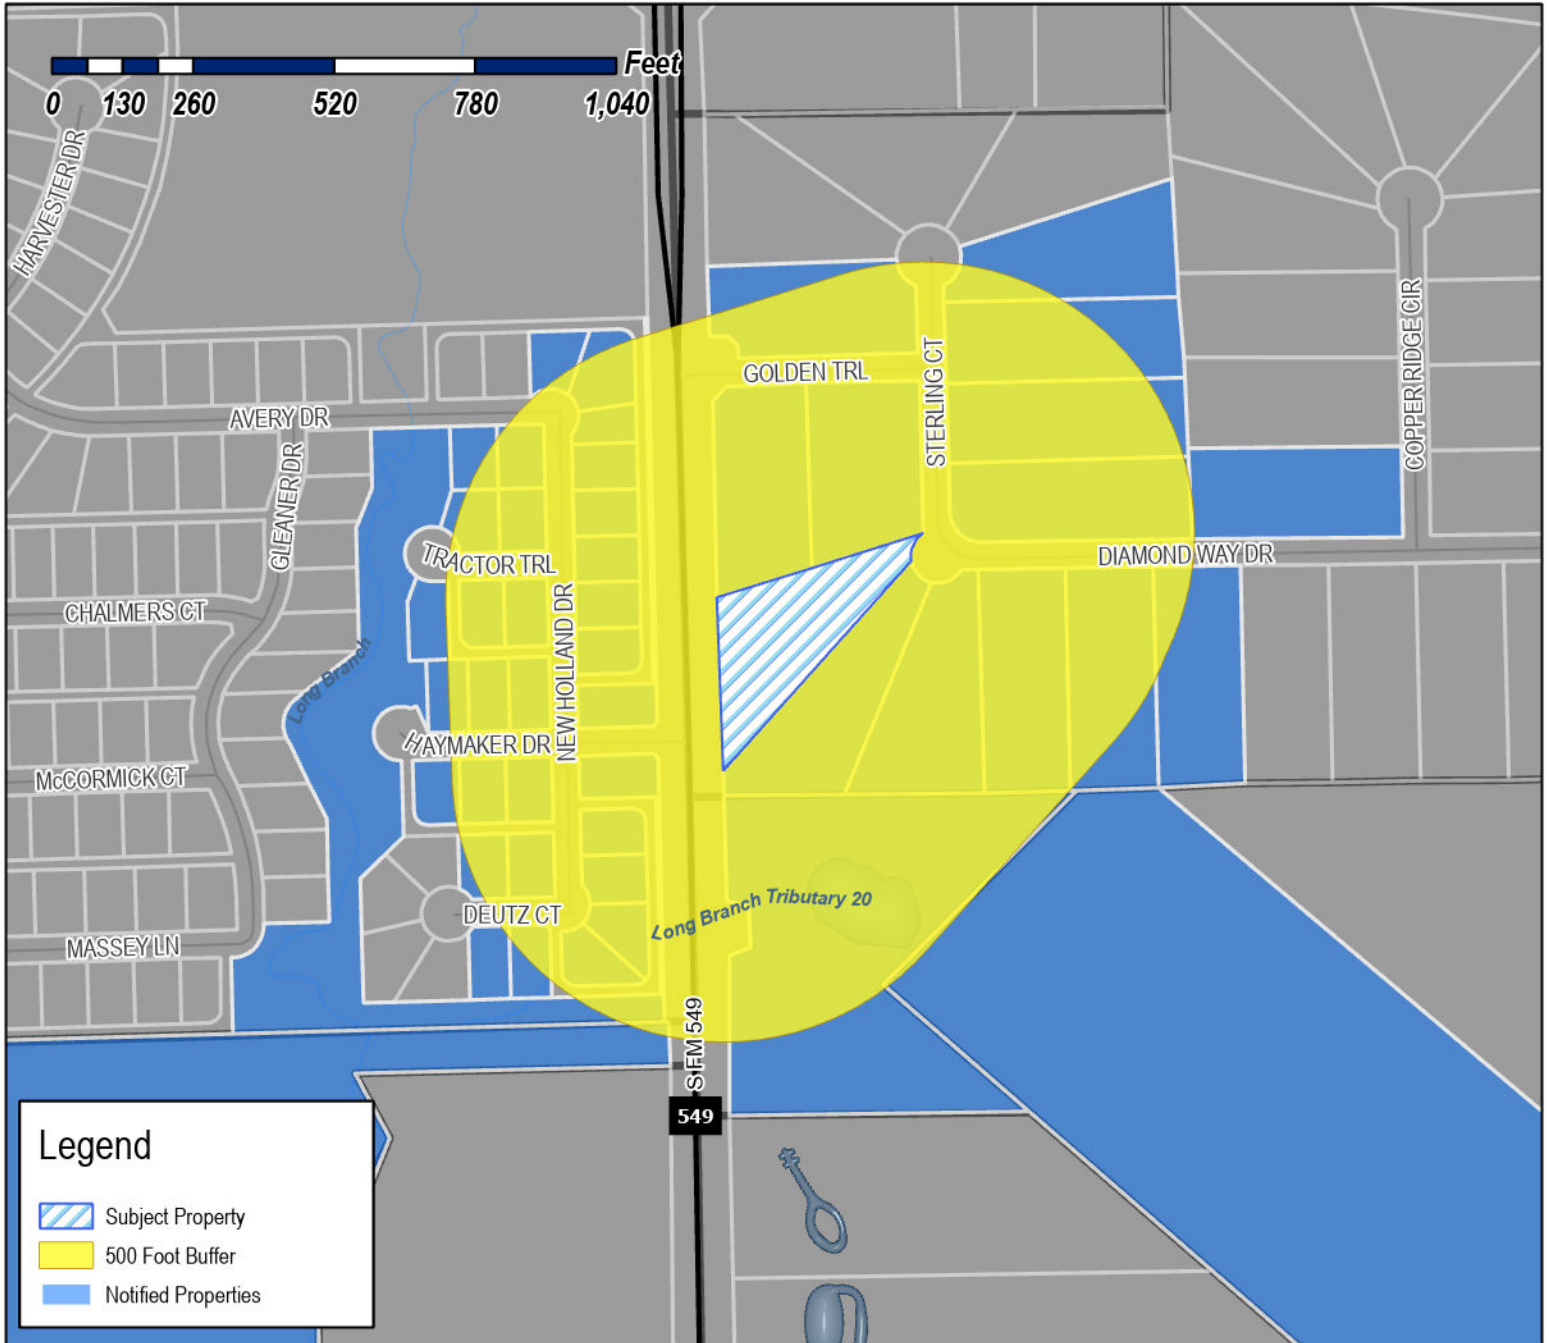 Feet
0 130 260 520 780 1,040
HARVESTER DR
AVERY DR
GLEANER DR
GOLDEN TRL
STERLING CT
COPPER RIDGE CIR
TRACTOR TRL
DIAMOND WAY DR
CHALMERS CT
NEW HOLLAND DR
Long Branch
HAYMAKER DR
McCORMICK CT
Long Branch Tributary 20
DEUTZ CT
MASSEY LN
S FM 549
549
Legend
Subject Property
500 Foot Buffer
Notified Properties